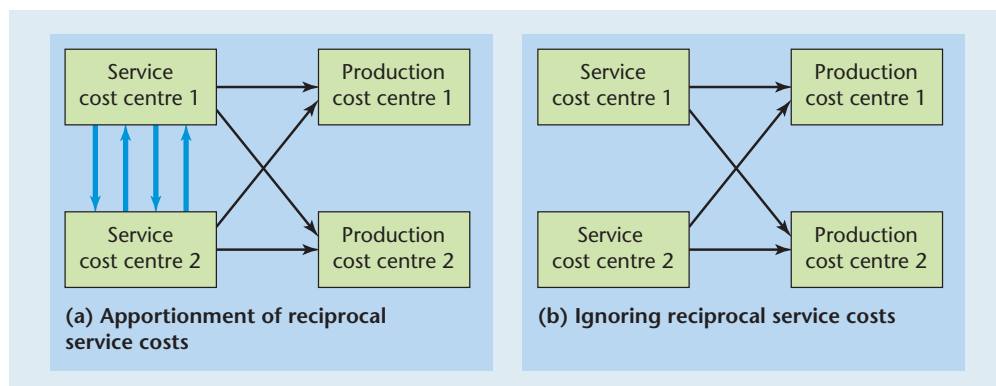 Service
cost centre 1
Production
cost centre 1
Service
cost centre 2
Production
cost centre 2
(a) Apportionment of reciprocal
service costs
Service
cost centre 1
Production
cost centre 1
Service
cost centre 2
Production
cost centre 2
(b) Ignoring reciprocal service costs